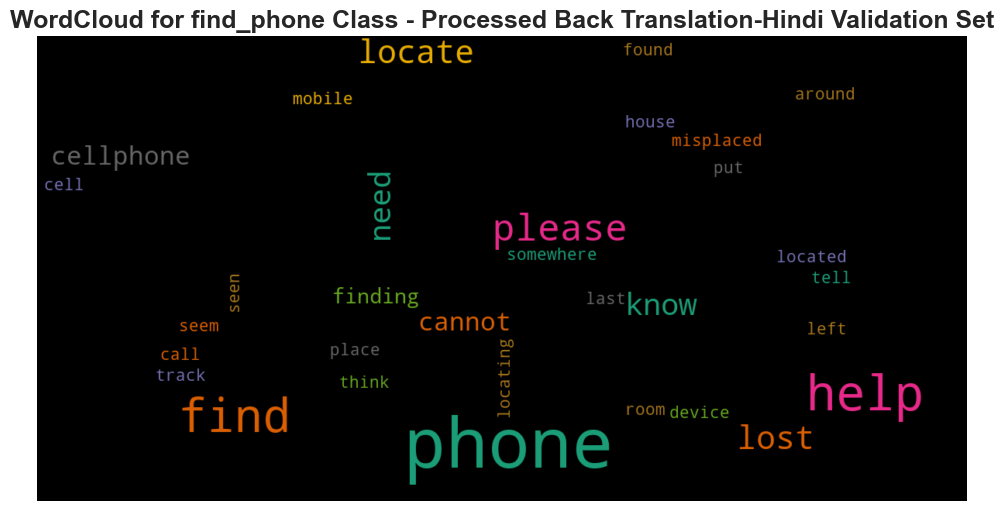 WordCloud for find_phone Class - Processed Back Translation-Hindi Validation Set
locate
found
mobile
around
house
misplaced
cellphone
put
cell
need
please
somewhere
located
tell
seen
finding
last
know
cannot
seem
left
call
place
track
think
locating
help
find
room
device
lost
phone